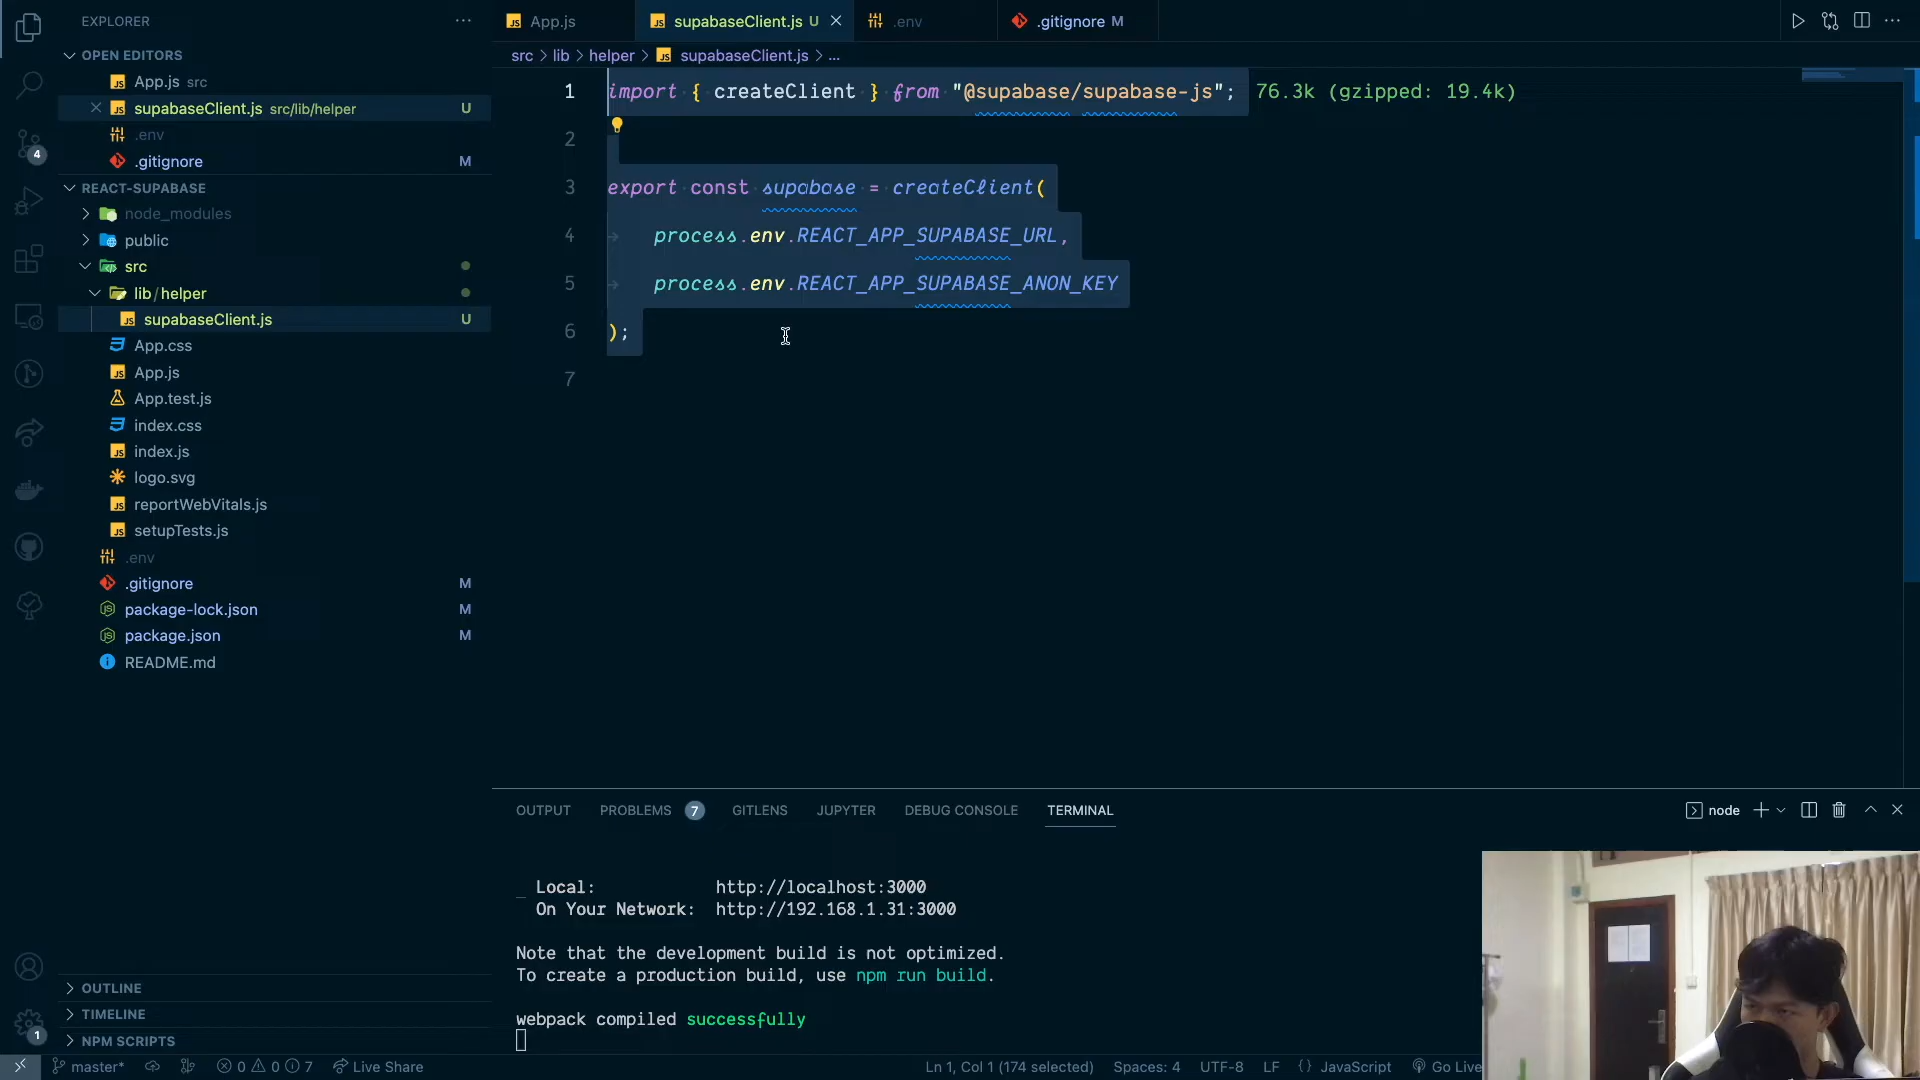 EXPLORER
OPEN EDITORS
App.js src
supabaseClient.js src/lib/helper U
.env
.gitignore M
REACT-SUPABASE
node_modules
public
src
lib/helper
supabaseClient.js U
App.css
App.js
App.test.js
index.css
index.js
logo.svg
reportWebVitals.js
setupTests.js
.env
.gitignore M
package-lock.json M
package.json M
README.md
OUTLINE
TIMELINE
NPM SCRIPTS
4
1
App.js supabaseClient.js U .env .gitignore M
src > lib > helper > supabaseClient.js > ...
1 import { createClient } from "@supabase/supabase-js"; 76.3k (gzipped: 19.4k)
2
3 export const supabase = createClient(
4 process.env.REACT_APP_SUPABASE_URL,
5 process.env.REACT_APP_SUPABASE_ANON_KEY
6 );
7
OUTPUT PROBLEMS 7 GITLENS JUPYTER DEBUG CONSOLE TERMINAL node
Local: http://localhost:3000
On Your Network: http://192.168.1.31:3000
Note that the development build is not optimized.
To create a production build, use npm run build.
webpack compiled successfully
master* 0 0 7 Live Share Ln 1, Col 1 (174 selected) Spaces: 4 UTF-8 LF {} JavaScript Go Live